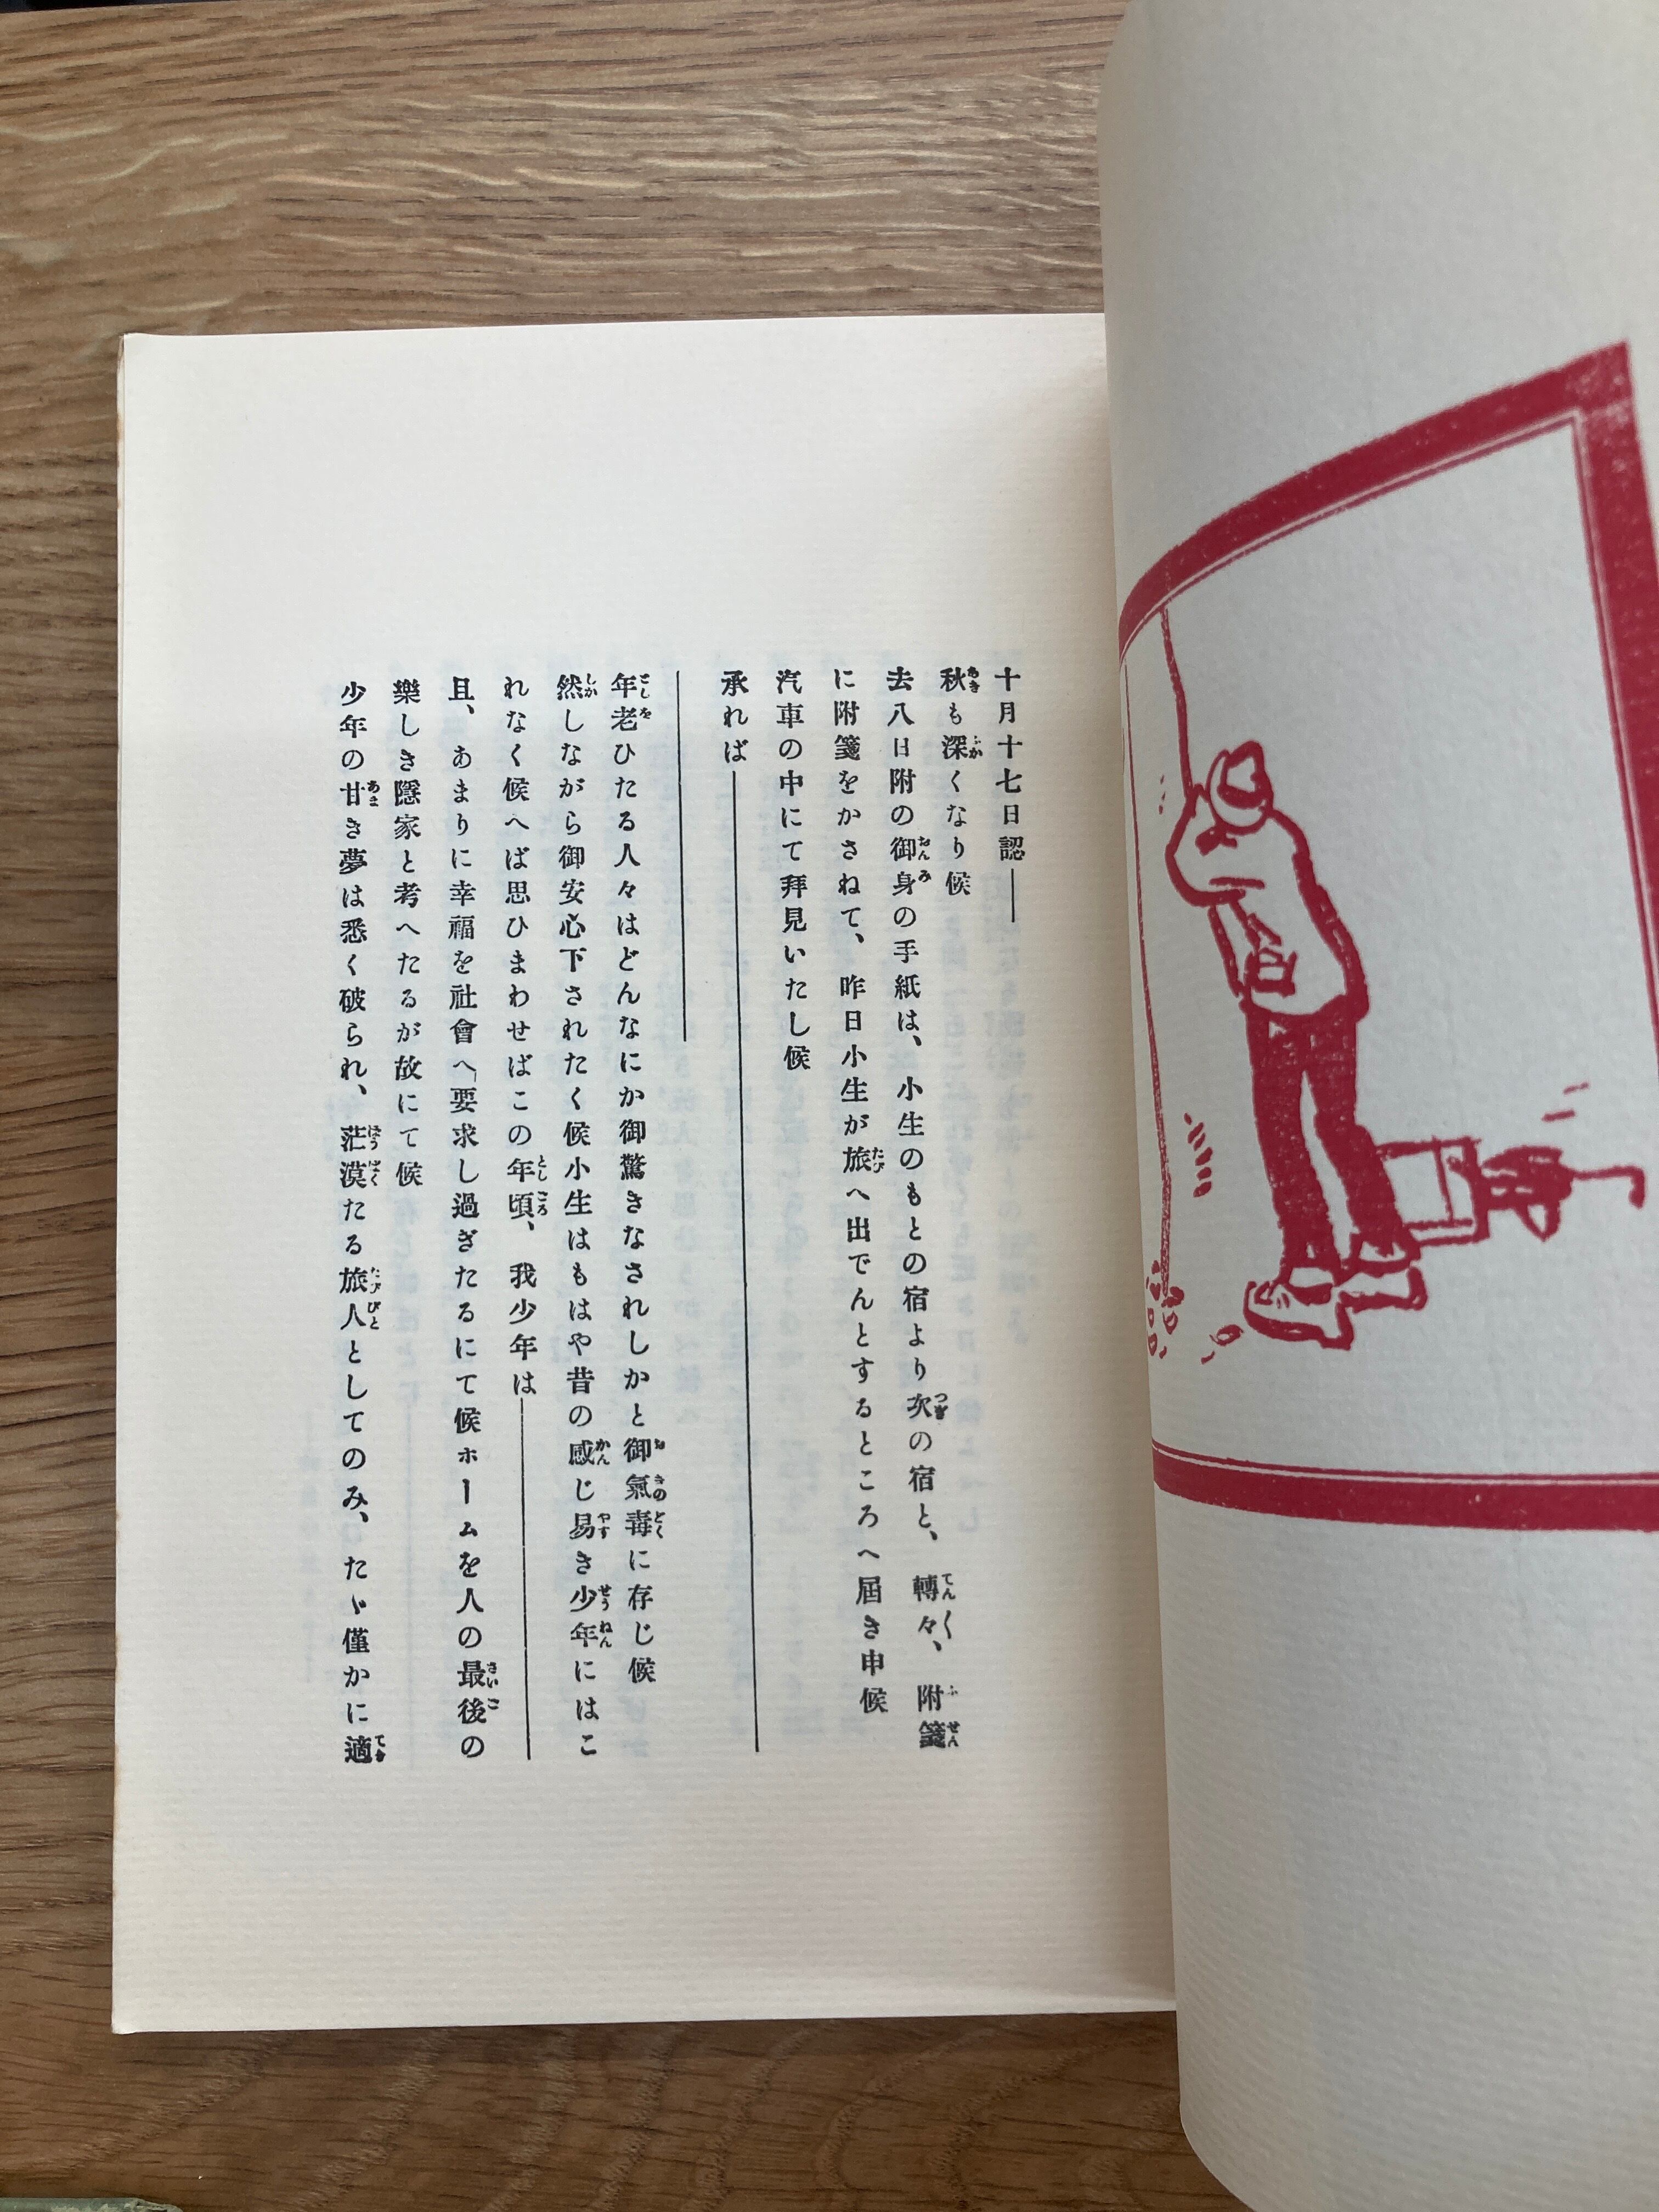 十月十七日認――
秋も深くなり候
去八日附の御身の手紙は、小生のもとの宿より次の宿と、轉々、附箋
に附箋をかさねて、昨日小生が旅へ出でんとするところへ屆き申候
汽車の中にて拜見いたし候
承れば――――――――
――――――――
年老ひたる人々はどんなにか御驚きなされしかと御氣毒に存じ候
然しながら御安心下されたく候小生はもはや昔の感じ易き少年にはこ
れなく候へば思ひまわせばこの年頃、我少年は――――――――
且、あまりに幸福を社會へ要求し過ぎたるにて候ホームを人の最後の
樂しき隱家と考へたるが故にて候
少年の甘き夢は悉く破られ、茫漠たる旅人としてのみ、たゞ僅かに適